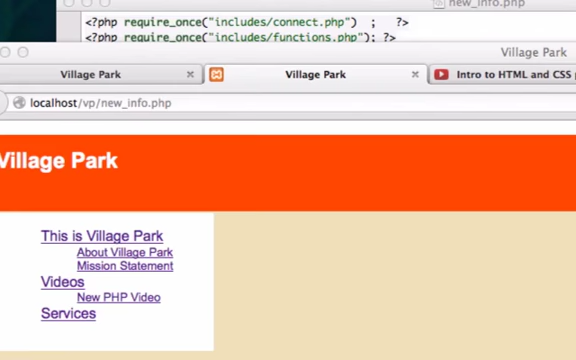 new_info.php
<?php require_once("includes/connect.php")  ;   ?>
<?php require_once("includes/functions.php"); ?>
Village Park
Village Park
Village Park
Intro to HTML and CSS
localhost/vp/new_info.php
Village Park
This is Village Park
About Village Park
Mission Statement
Videos
New PHP Video
Services